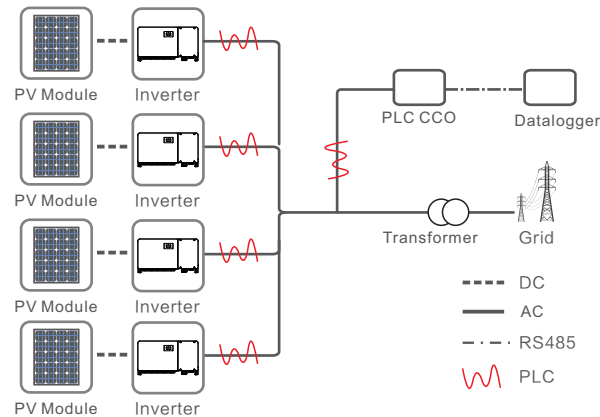 PV Module
Inverter
PLC CCO
Datalogger
PV Module
Inverter
Transformer
Grid
PV Module
Inverter
DC
AC
RS485
PLC
PV Module
Inverter